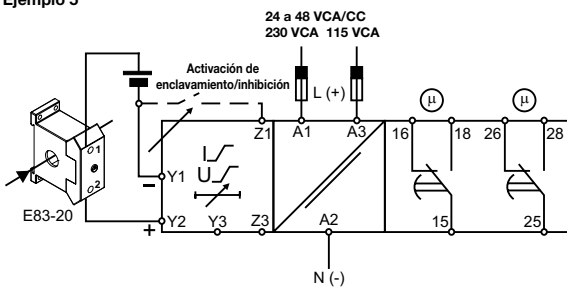 Ejemplo 5
24 a 48 VCA/CC
230 VCA 115 VCA
Activación de
enclavamiento/inhibición
L (+)
μ
μ
Z1
A1
A3
16
18
26
28
1
2
I
U
Y1
−
E83-20
+
Y2
Y3
Z3
A2
15
25
N (-)